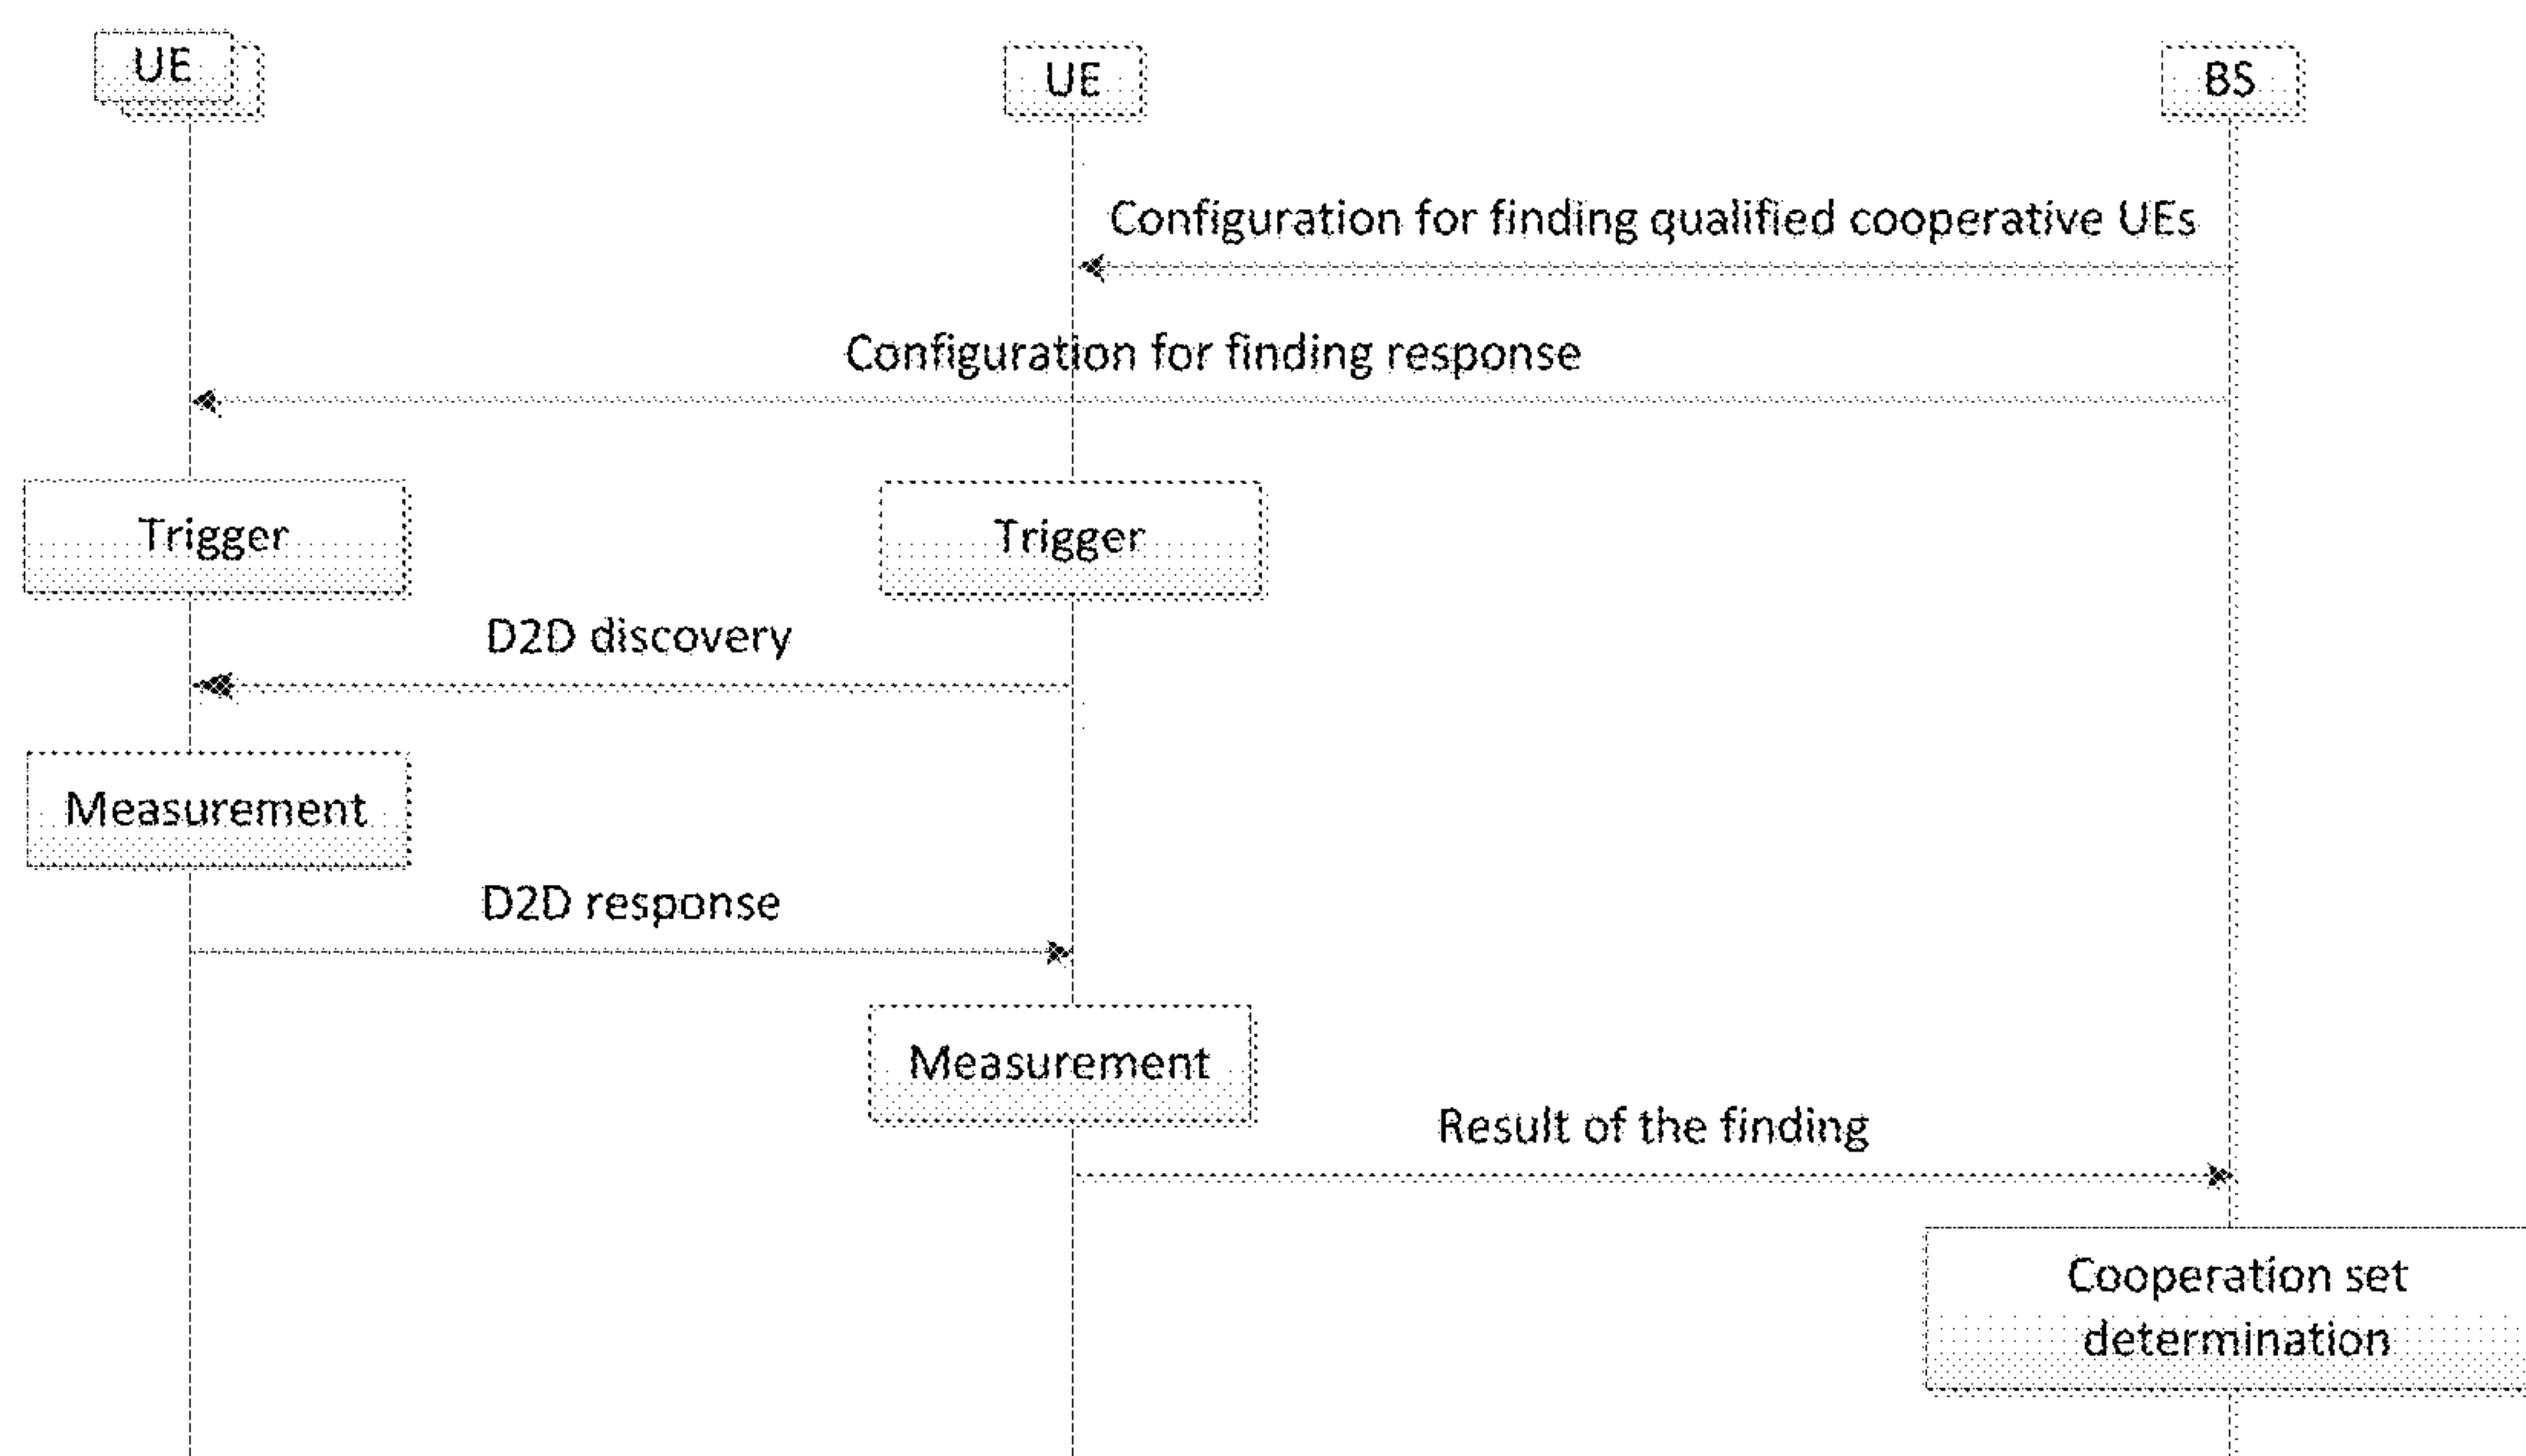 UE
UE
BS
Configuration for finding qualified cooperative UEs
Configuration for finding response
Trigger
Trigger
D2D discovery
Measurement
D2D response
Measurement
Result of the finding
Cooperation set
determination